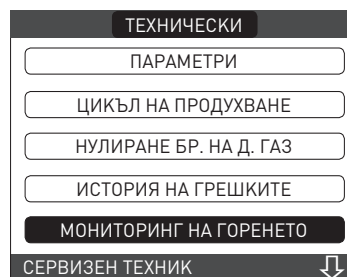 ТЕХНИЧЕСКИ
ПАРАМЕТРИ
ЦИКЪЛ НА ПРОДУХВАНЕ
НУЛИРАНЕ БР. НА Д. ГАЗ
ИСТОРИЯ НА ГРЕШКИТЕ
МОНИТОРИНГ НА ГОРЕНЕТО
СЕРВИЗЕН ТЕХНИК